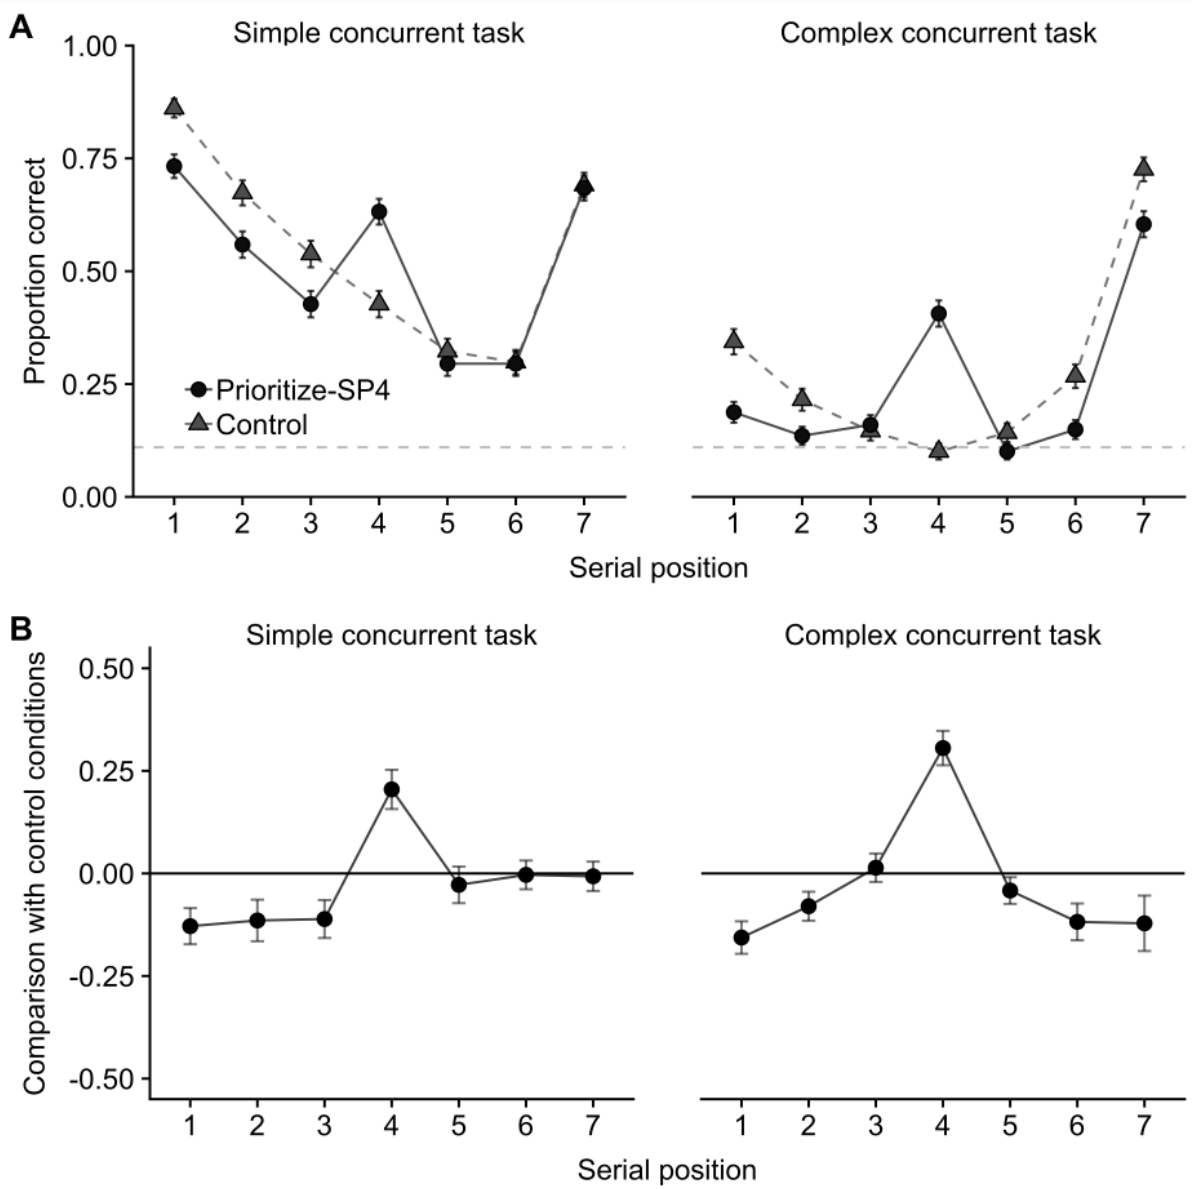 A
Simple concurrent task
Complex concurrent task
Proportion correct
1.00
0.75
0.50
0.25
0.00
Prioritize-SP4
Control
1 2 3 4 5 6 7
1 2 3 4 5 6 7
Serial position
B
Simple concurrent task
Complex concurrent task
Comparison with control conditions
0.50
0.25
0.00
-0.25
-0.50
1 2 3 4 5 6 7
1 2 3 4 5 6 7
Serial position